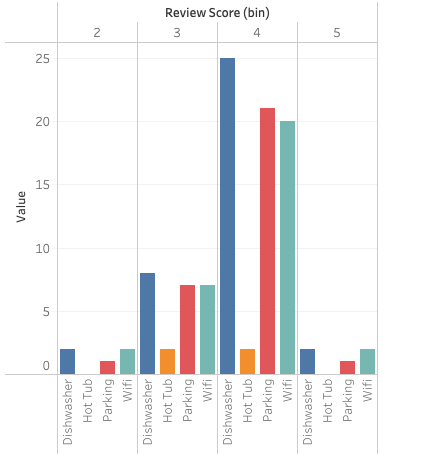 Review Score (bin)
2 3 4 5
25
20
15
10
5
0
Value
Dishwasher Hot Tub Parking Wifi Dishwasher Hot Tub Parking Wifi Dishwasher Hot Tub Parking Wifi Dishwasher Hot Tub Parking Wifi